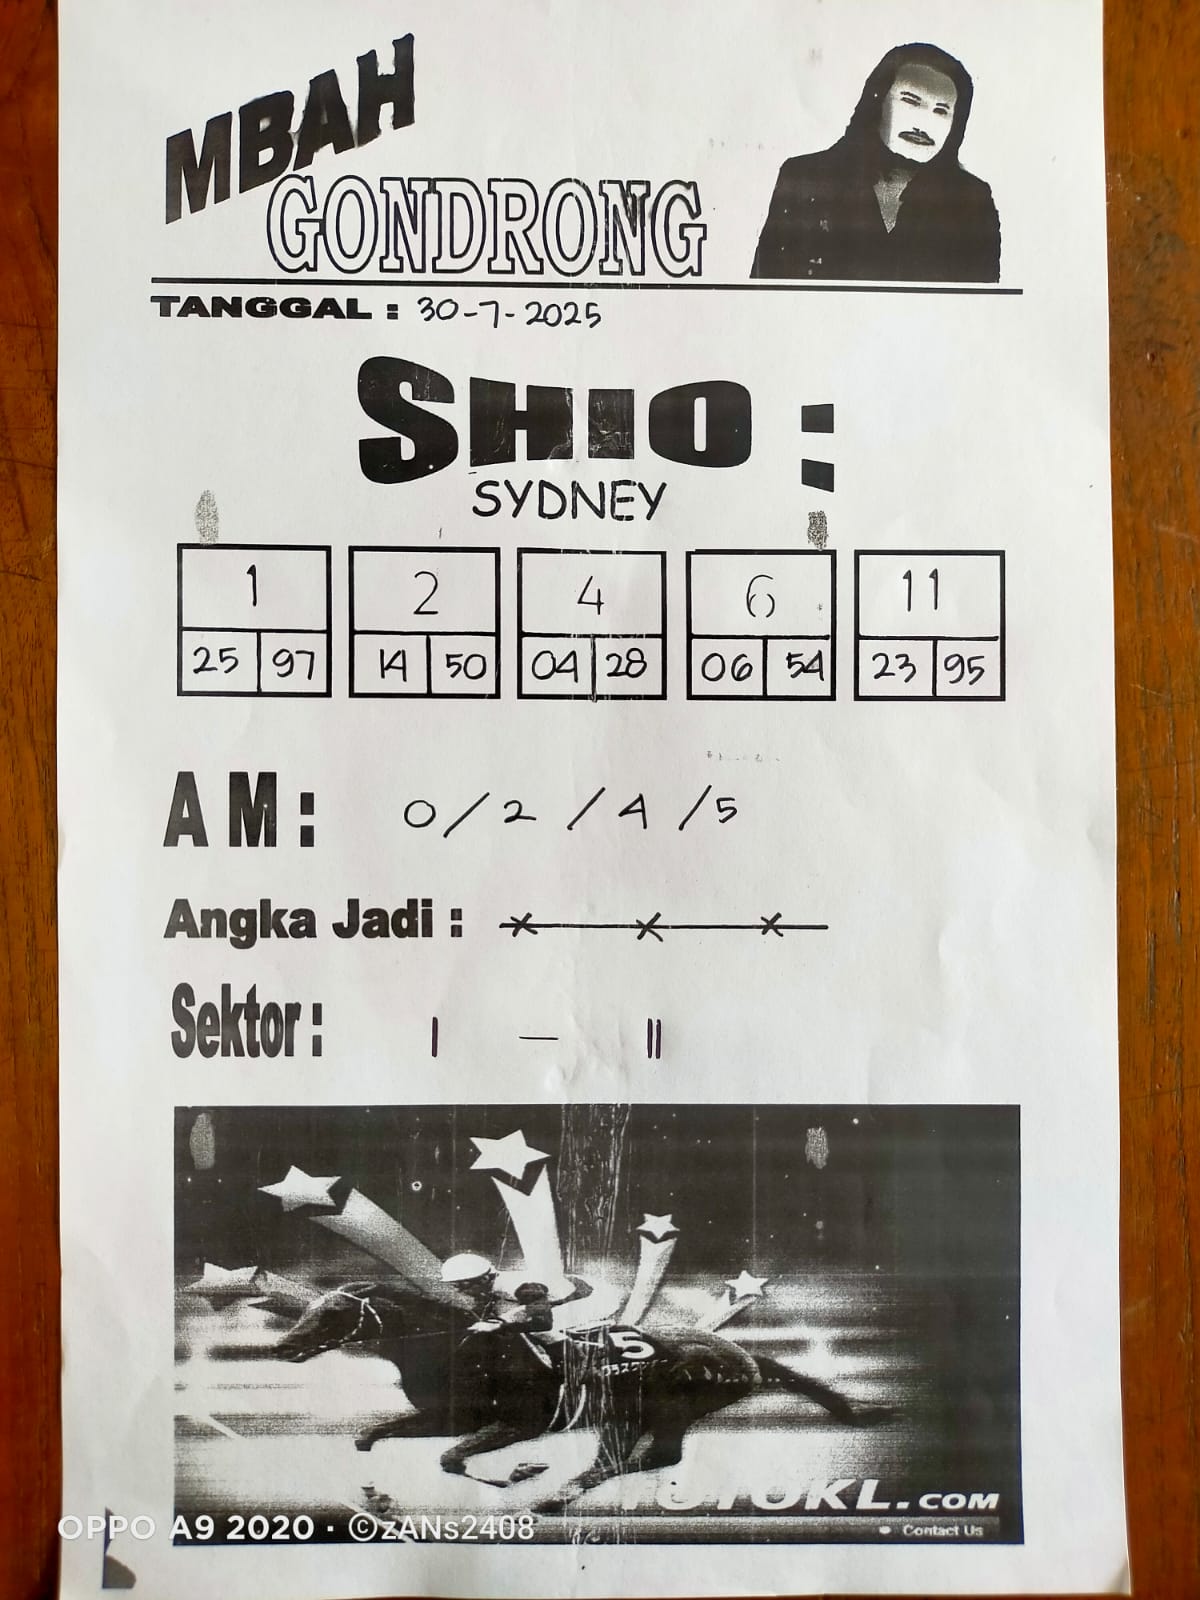 MBAH
GONDRONG
TANGGAL : 30-7-2025
SHIO :
SYDNEY
1 2 4 6 11
25 97 14 50 04 28 06 54 23 95
AM : 0 / 2 / 4 / 5
Angka Jadi : x x x
Sektor : I - II
5
TOTOKL.COM
Contact Us
OPPO A9 2020 · ©zANs2408